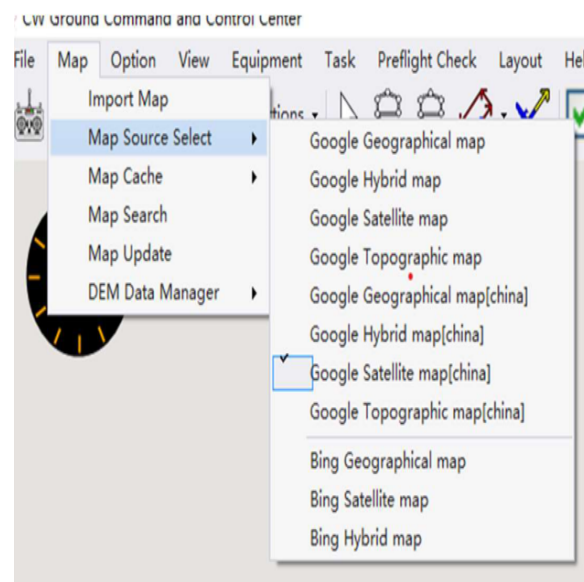 CW Ground Command and Control Center
File Map Option View Equipment Task Preflight Check Layout Hel
Import Map
Map Source Select
Map Cache
Map Search
Map Update
DEM Data Manager
Google Geographical map
Google Hybrid map
Google Satellite map
Google Topographic map
Google Geographical map[china]
Google Hybrid map[china]
Google Satellite map[china]
Google Topographic map[china]
Bing Geographical map
Bing Satellite map
Bing Hybrid map